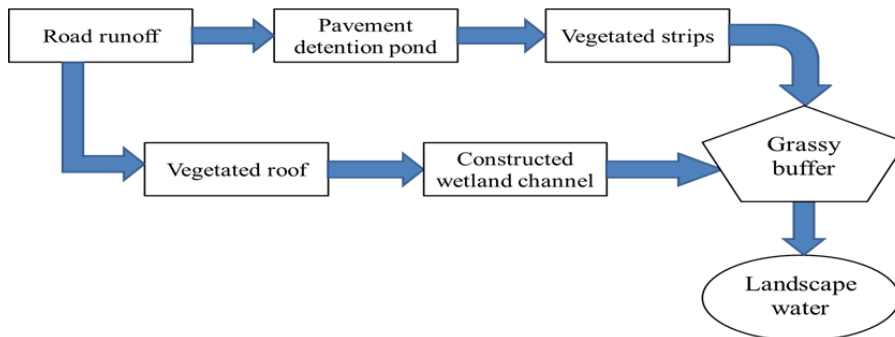 Road runoff
Pavement
detention pond
Vegetated strips
Vegetated roof
Constructed
wetland channel
Grassy
buffer
Landscape
water